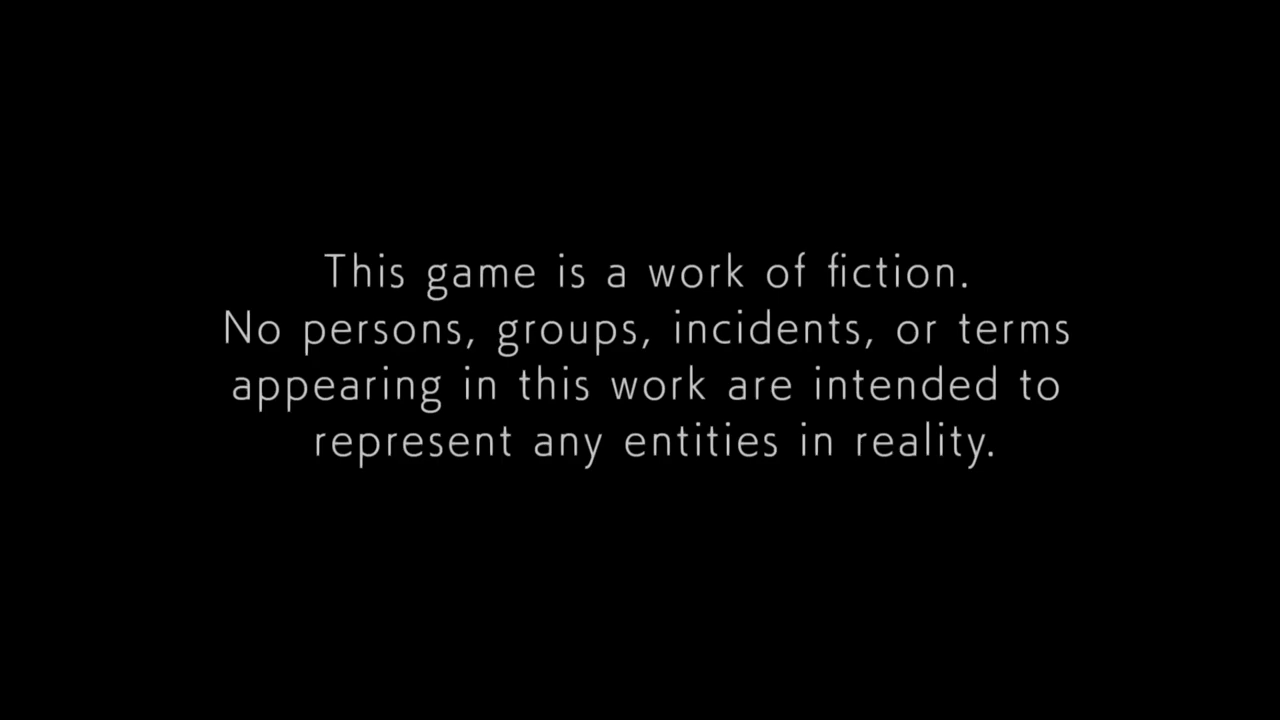 This game is a work of fiction.
No persons, groups, incidents, or terms
appearing in this work are intended to
represent any entities in reality.